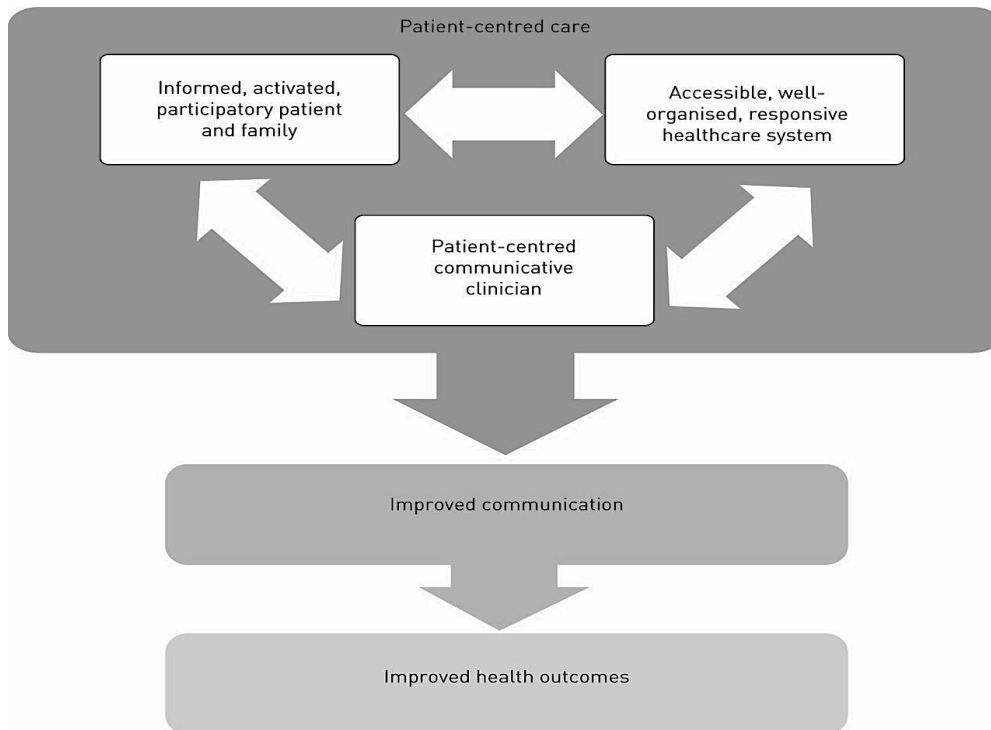 Patient-centred care
Informed, activated,
participatory patient
and family
Accessible, well-
organised, responsive
healthcare system
Patient-centred
communicative
clinician
Improved communication
Improved health outcomes